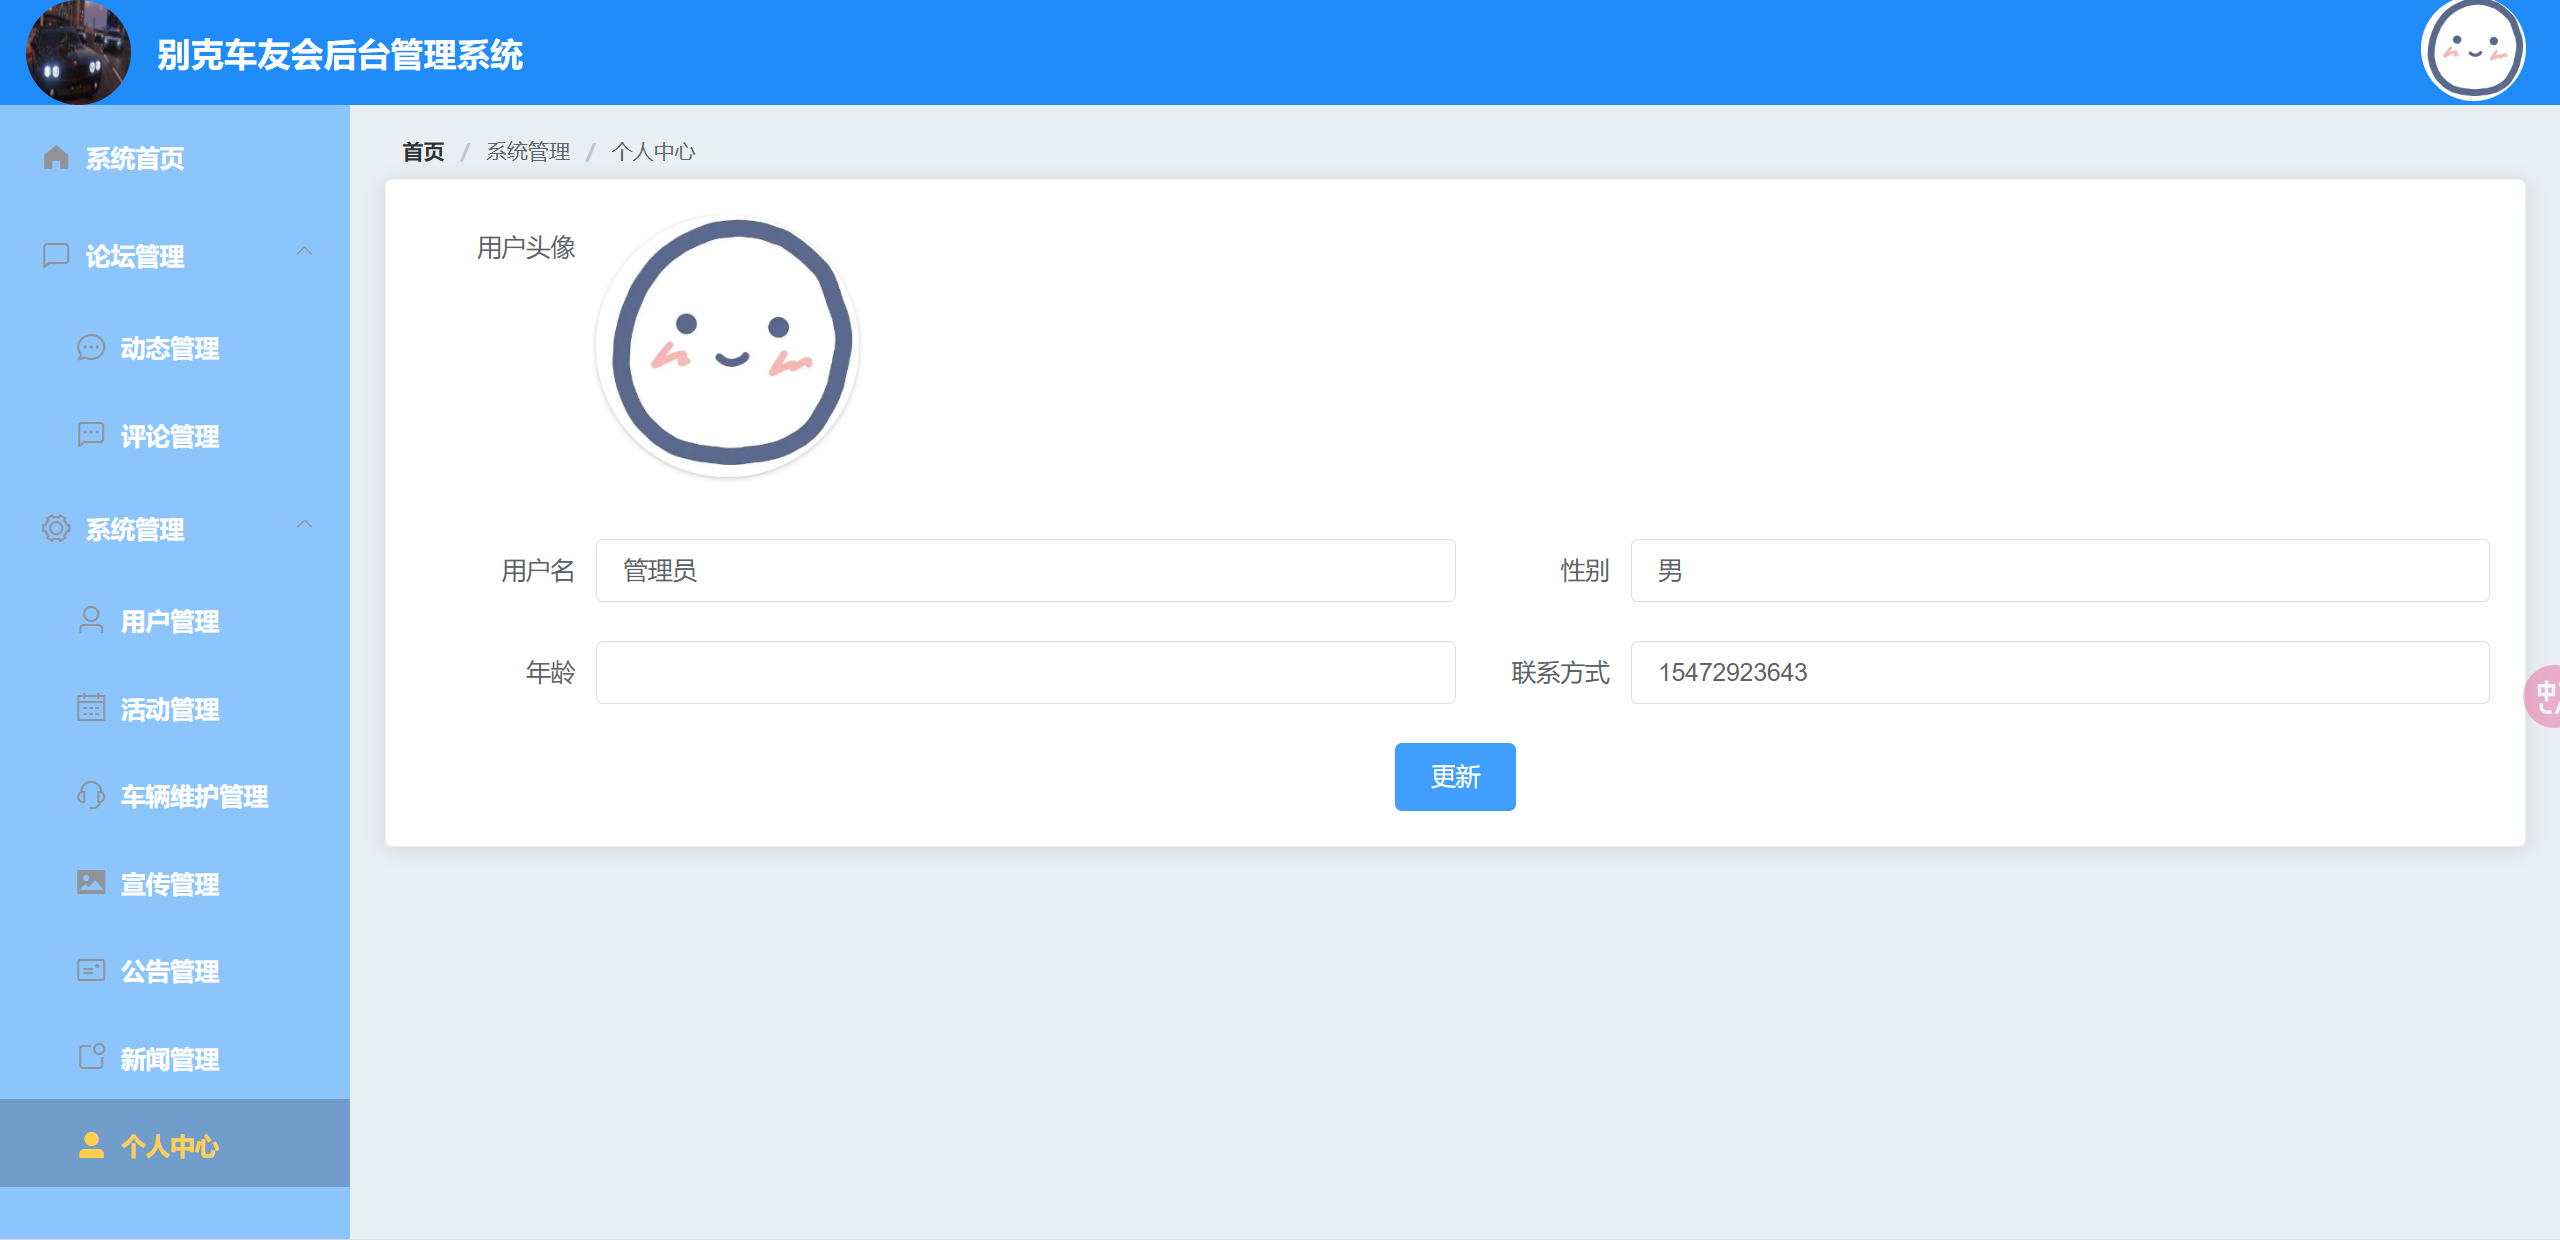 别克车友会后台管理系统
系统首页
论坛管理
动态管理
评论管理
系统管理
用户管理
活动管理
车辆维护管理
宣传管理
公告管理
新闻管理
个人中心
首页 / 系统管理 / 个人中心
用户头像
用户名 管理员 性别 男
年龄 联系方式 15472923643
更新
中